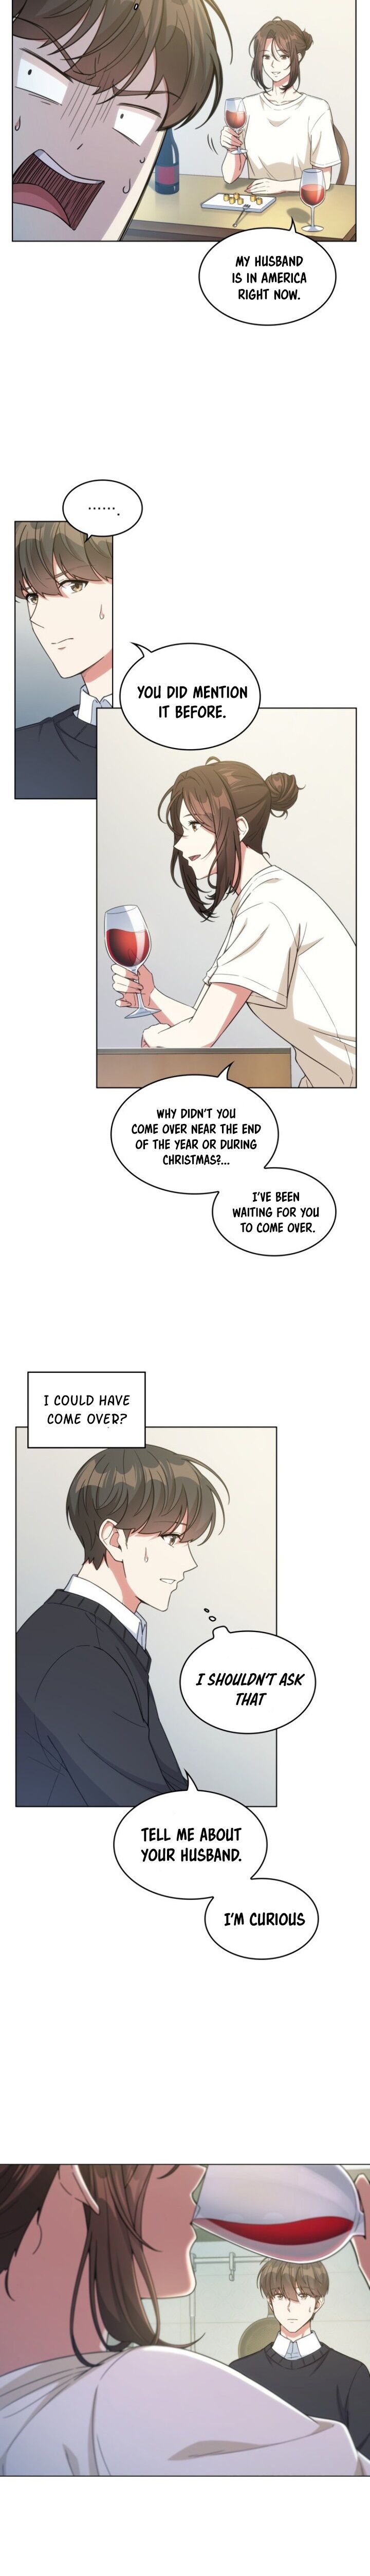 MY HUSBAND
IS IN AMERICA
RIGHT NOW.
.......
YOU DID MENTION
IT BEFORE.
WHY DIDN'T YOU
COME OVER NEAR THE END
OF THE YEAR OR DURING
CHRISTMAS?...
I'VE BEEN
WAITING FOR YOU
TO COME OVER.
I COULD HAVE
COME OVER?
I SHOULDN'T ASK
THAT
TELL ME ABOUT
YOUR HUSBAND.
I'M CURIOUS